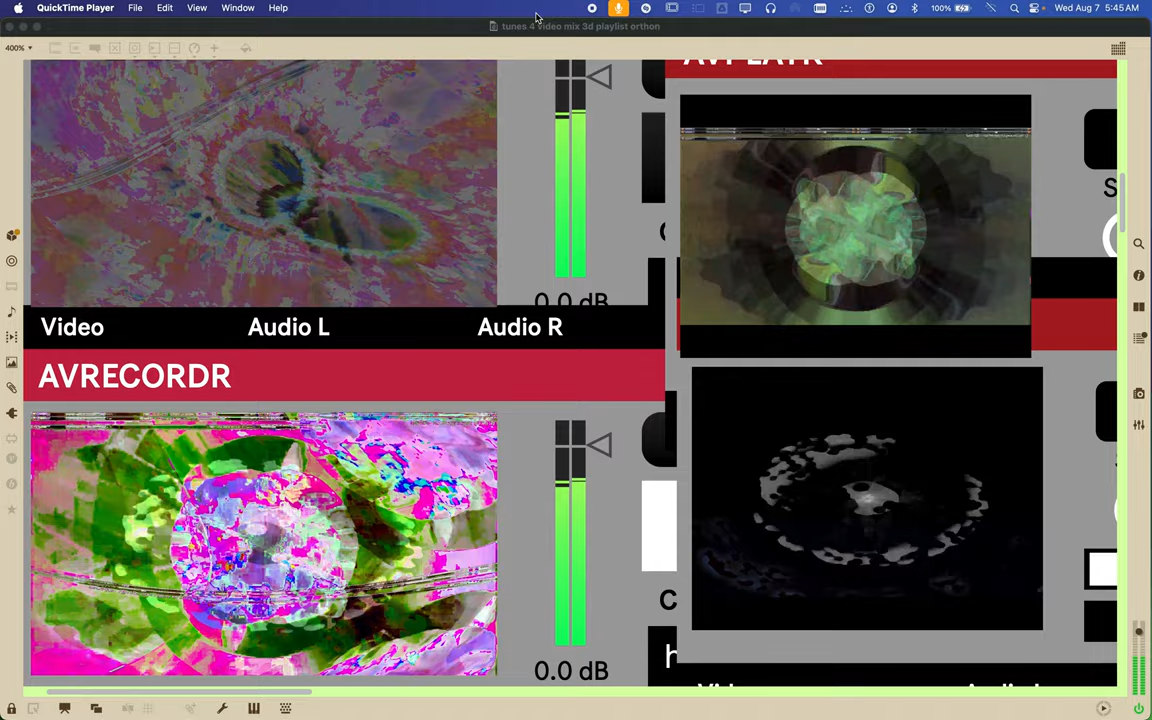 QuickTime Player File Edit View Window Help 100% Wed Aug 7 5:45 AM
tunes 4 video mix 3d playlist orthon
400%
AVPLAYR
S
0.0 dB
Video Audio L Audio R
AVRECORDR
C
h
0.0 dB